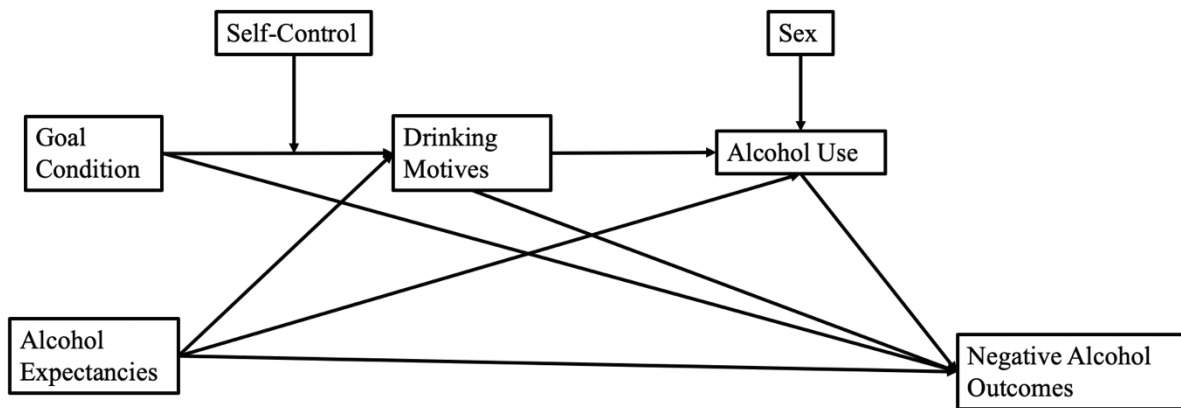 Self-Control
Sex
Goal
Condition
Drinking
Motives
Alcohol Use
Alcohol
Expectancies
Negative Alcohol
Outcomes